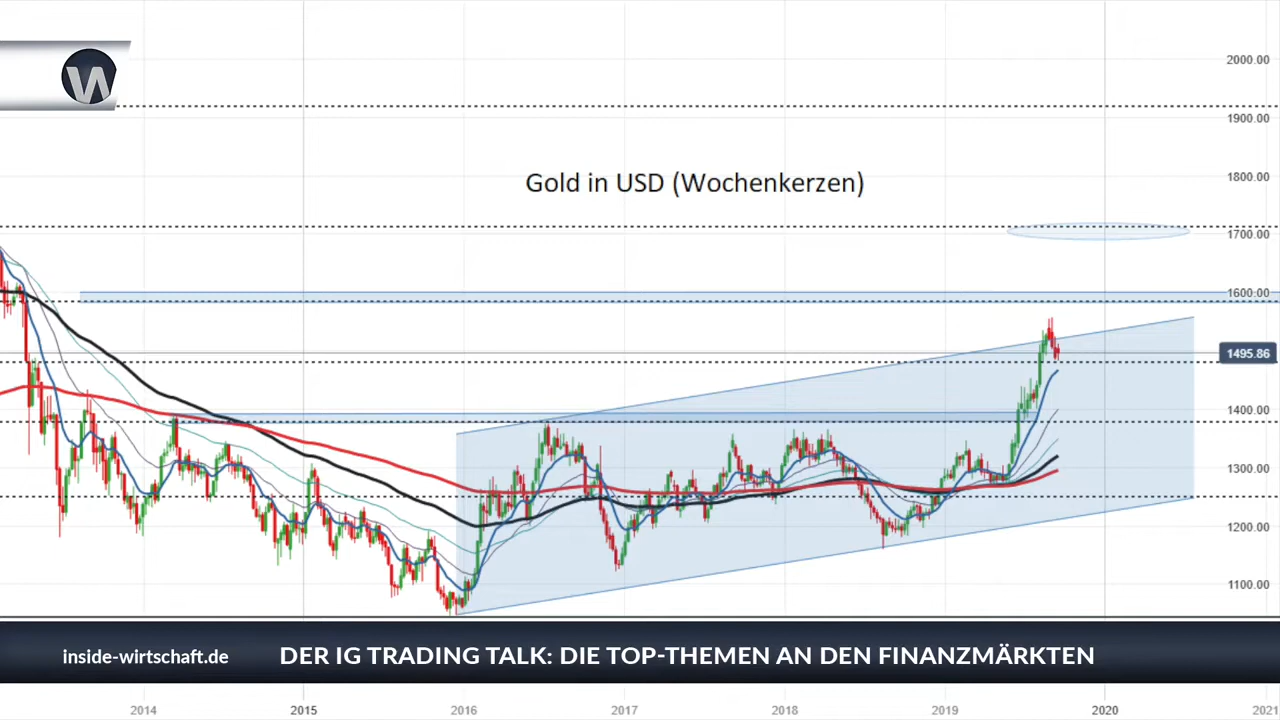 W
2000.00
1900.00
Gold in USD (Wochenkerzen)
1800.00
1700.00
1600.00
1495.86
1400.00
1300.00
1200.00
1100.00
inside-wirtschaft.de
DER IG TRADING TALK: DIE TOP-THEMEN AN DEN FINANZMÄRKTEN
2014 2015 2016 2017 2018 2019 2020 2021